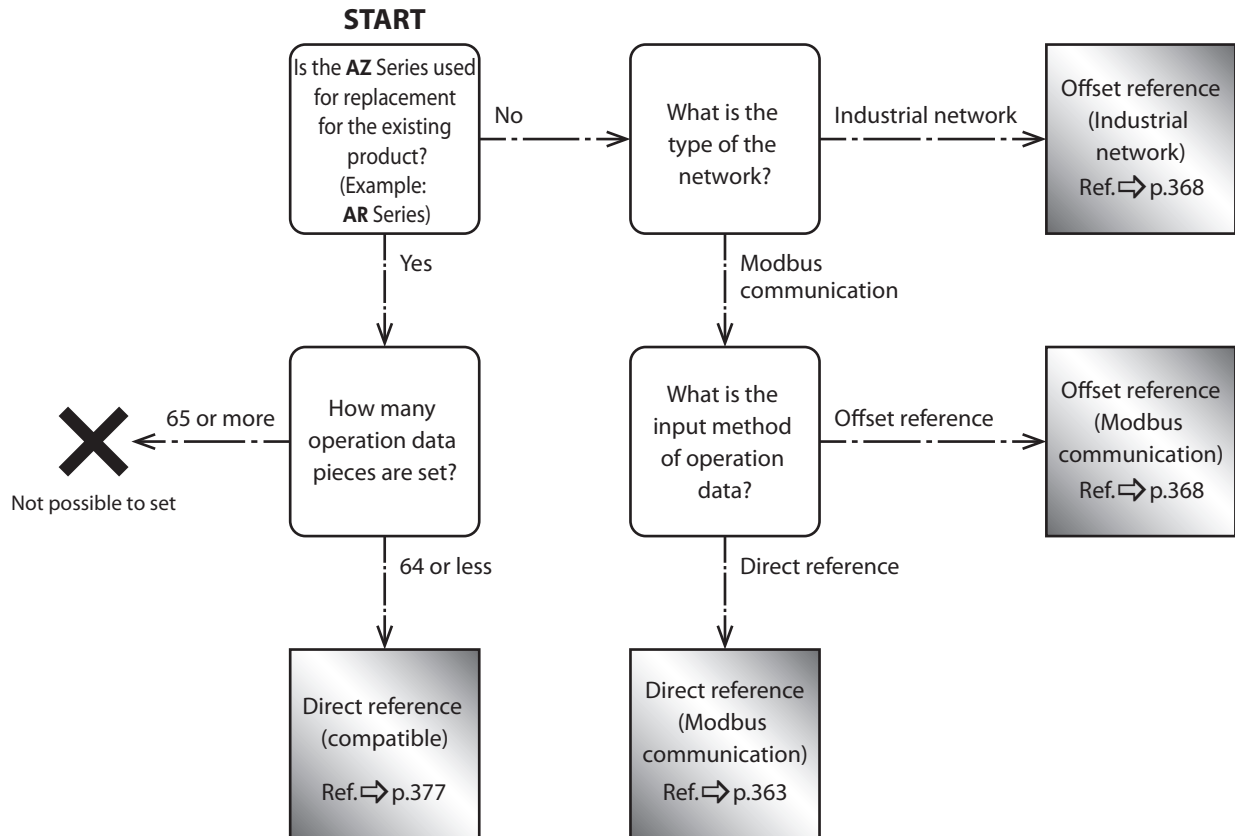 START
Is the AZ Series used
for replacement
for the existing
product?
(Example:
AR Series)
No
What is the
type of the
network?
Industrial network
Offset reference
(Industrial
network)
Ref. ⇨ p.368
Yes
Modbus
communication
65 or more
Not possible to set
How many
operation data
pieces are set?
What is the
input method
of operation
data?
Offset reference
Offset reference
(Modbus
communication)
Ref. ⇨ p.368
64 or less
Direct reference
Direct reference
(compatible)
Ref. ⇨ p.377
Direct reference
(Modbus
communication)
Ref. ⇨ p.363